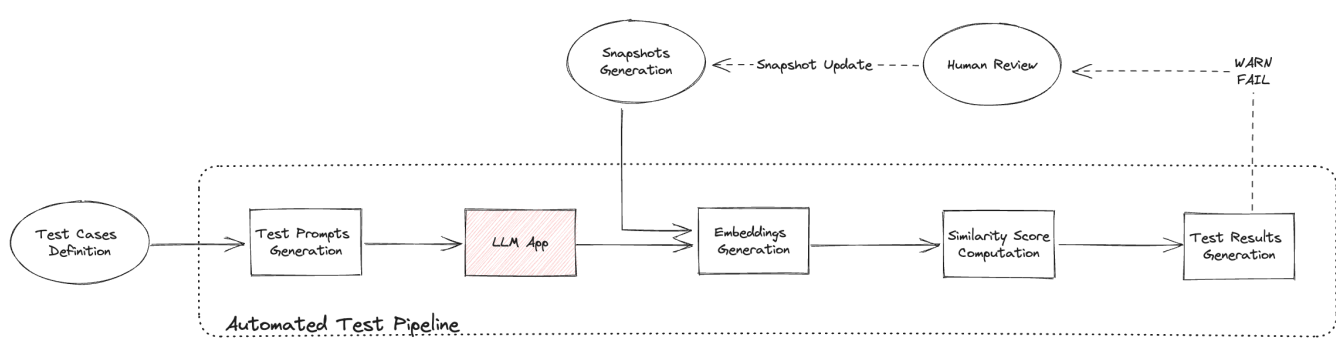 Snapshots
Generation
Snapshot Update
Human Review
WARN
FAIL
Test Cases
Definition
Test Prompts
Generation
LLM App
Embeddings
Generation
Similarity Score
Computation
Test Results
Generation
Automated Test Pipeline